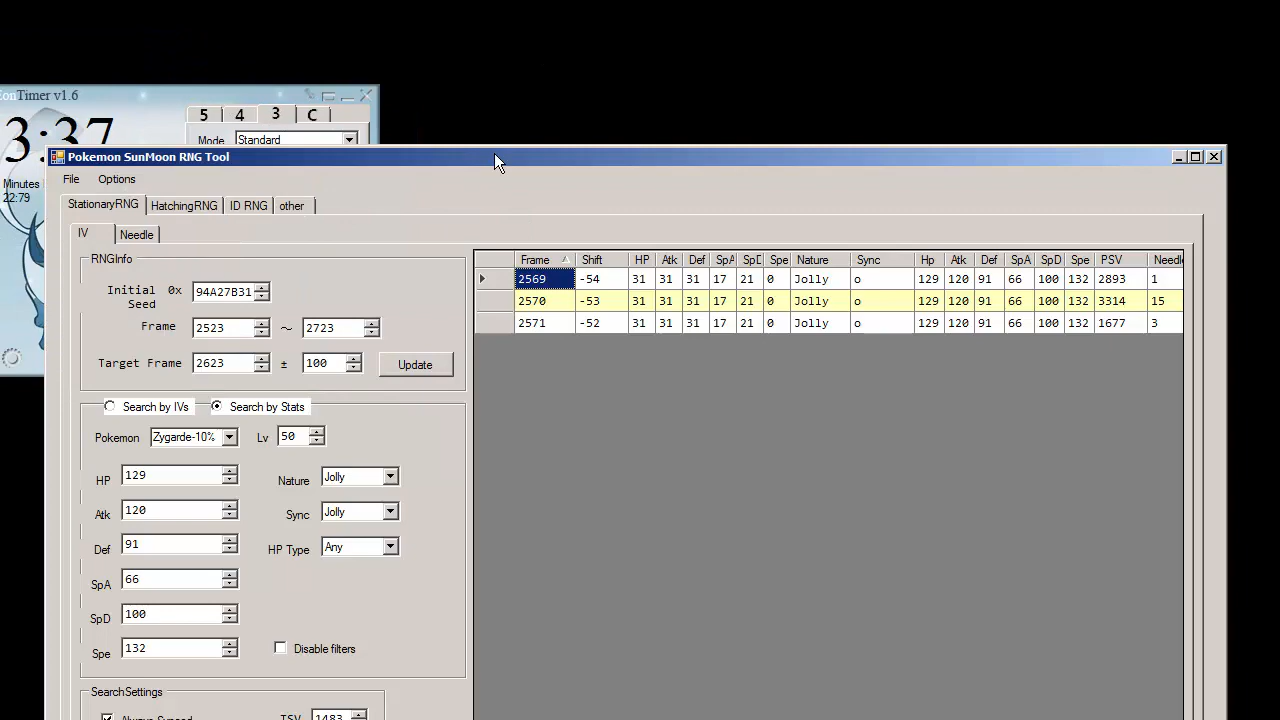 onTimer v1.6
3:37
5 4 3 C
Mode Standard
Minutes
22:79
Pokemon SunMoon RNG Tool
File Options
StationaryRNG HatchingRNG ID RNG other
IV Needle
RNGInfo
Initial Seed 0x 94A27B31
Frame 2523 ～ 2723
Target Frame 2623 ± 100 Update
Search by IVs Search by Stats
Pokemon Zygarde-10% Lv 50
HP 129 Nature Jolly
Atk 120 Sync Jolly
Def 91 HP Type Any
SpA 66
SpD 100
Spe 132 Disable filters
SearchSettings
Always Synced TSV 1483
Frame Shift HP Atk Def SpA SpD Spe Nature Sync Hp Atk Def SpA SpD Spe PSV Needl
2569 -54 31 31 31 17 21 0 Jolly o 129 120 91 66 100 132 2893 1
2570 -53 31 31 31 17 21 0 Jolly o 129 120 91 66 100 132 3314 15
2571 -52 31 31 31 17 21 0 Jolly o 129 120 91 66 100 132 1677 3